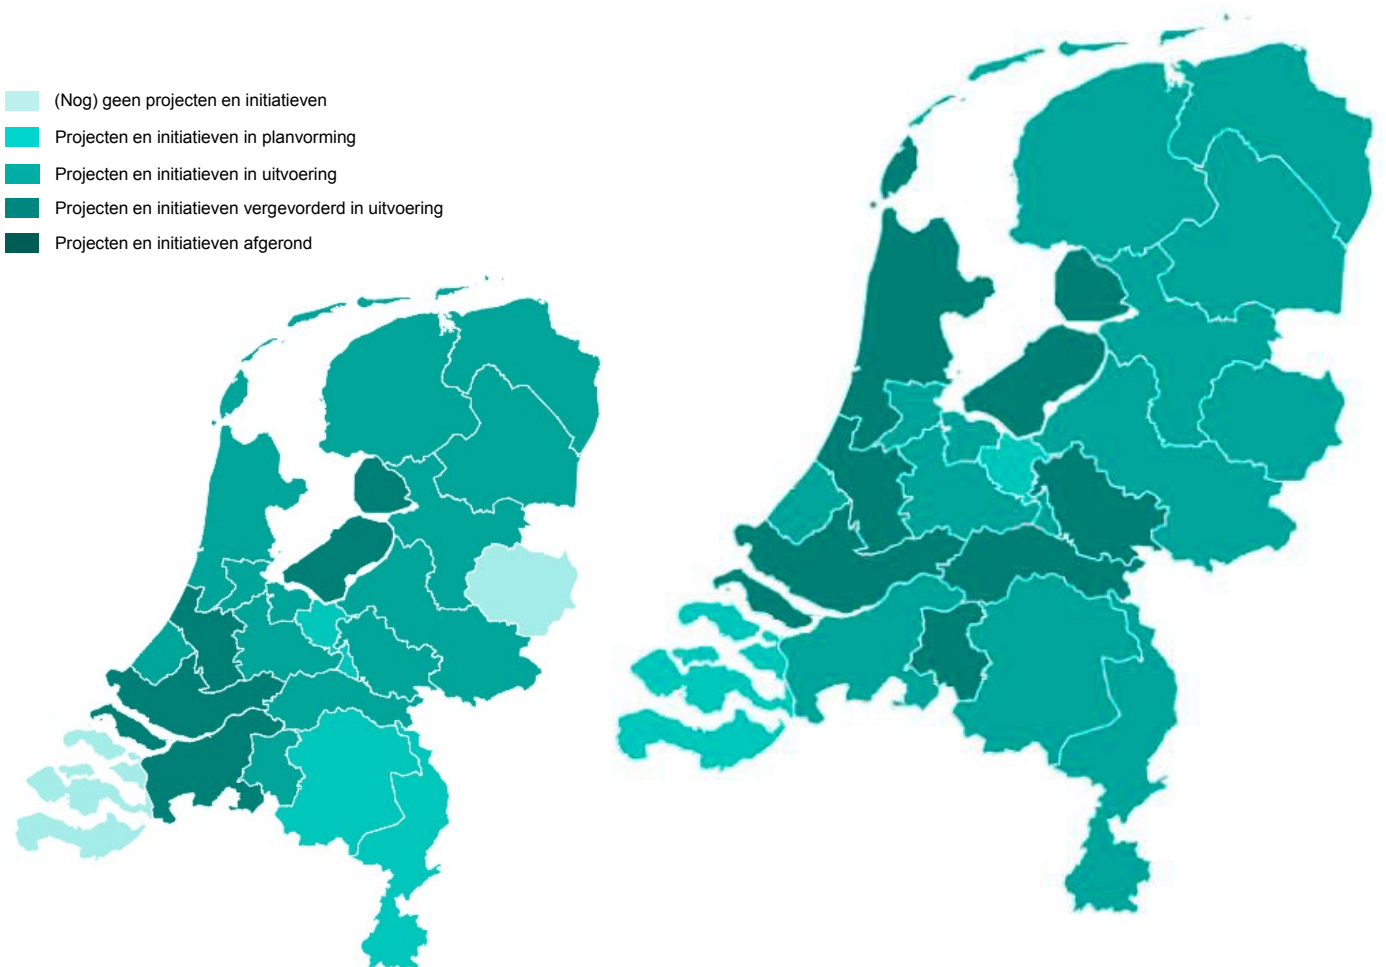 (Nog) geen projecten en initiatieven
Projecten en initiatieven in planvorming
Projecten en initiatieven in uitvoering
Projecten en initiatieven vergevorderd in uitvoering
Projecten en initiatieven afgerond